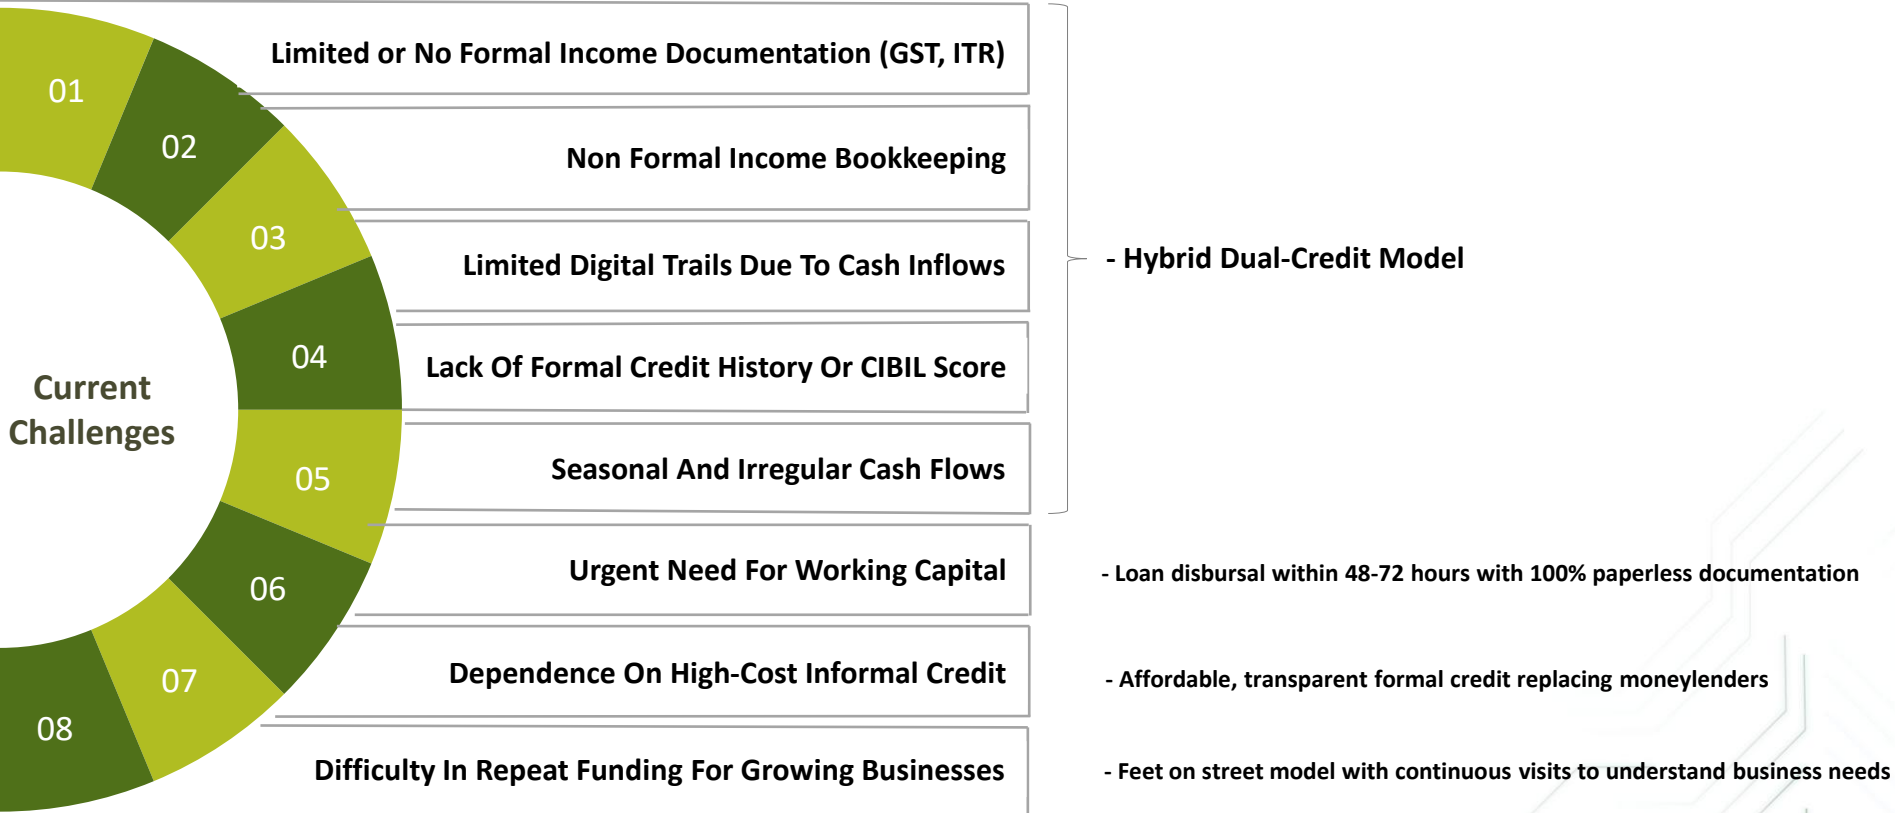 01
Limited or No Formal Income Documentation (GST, ITR)
02
Non Formal Income Bookkeeping
03
Limited Digital Trails Due To Cash Inflows
- Hybrid Dual-Credit Model
04
Lack Of Formal Credit History Or CIBIL Score
Current
Challenges
05
Seasonal And Irregular Cash Flows
06
Urgent Need For Working Capital
- Loan disbursal within 48-72 hours with 100% paperless documentation
07
Dependence On High-Cost Informal Credit
- Affordable, transparent formal credit replacing moneylenders
08
Difficulty In Repeat Funding For Growing Businesses
- Feet on street model with continuous visits to understand business needs